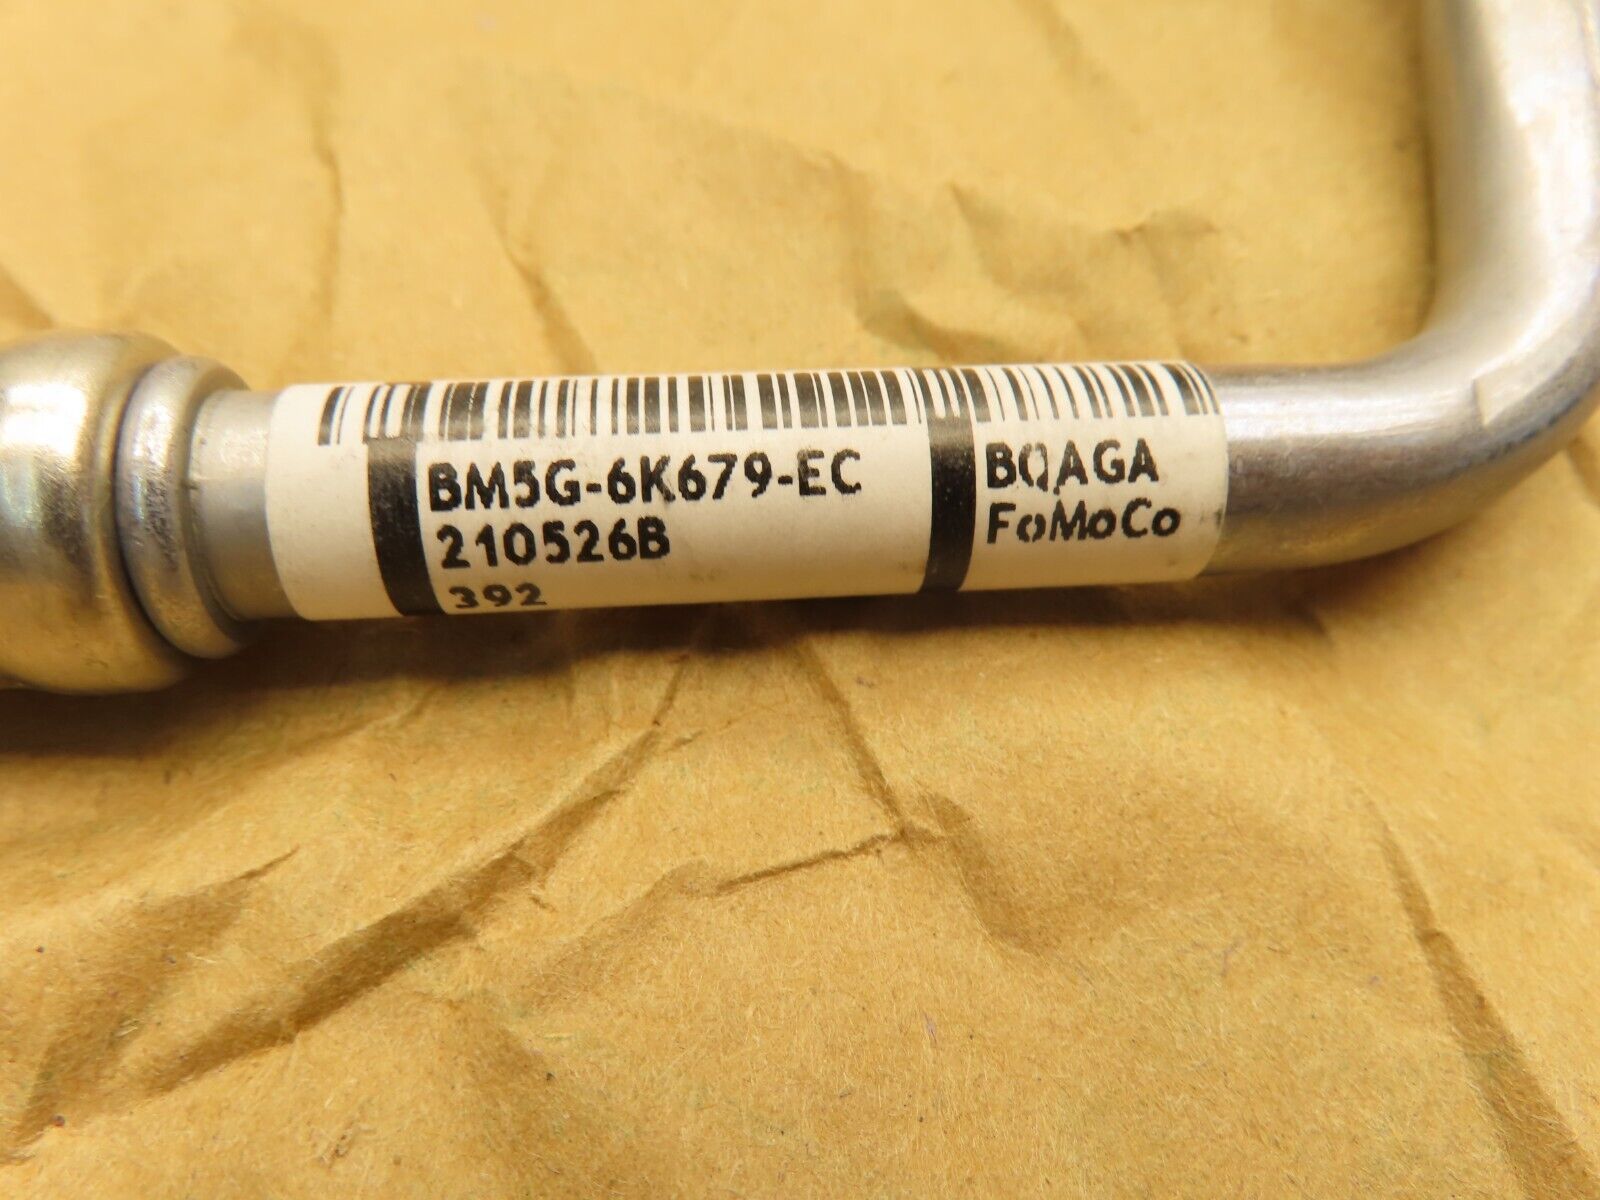 BM5G-6K679-EC
210526B
392
BQAGA
FoMoCo